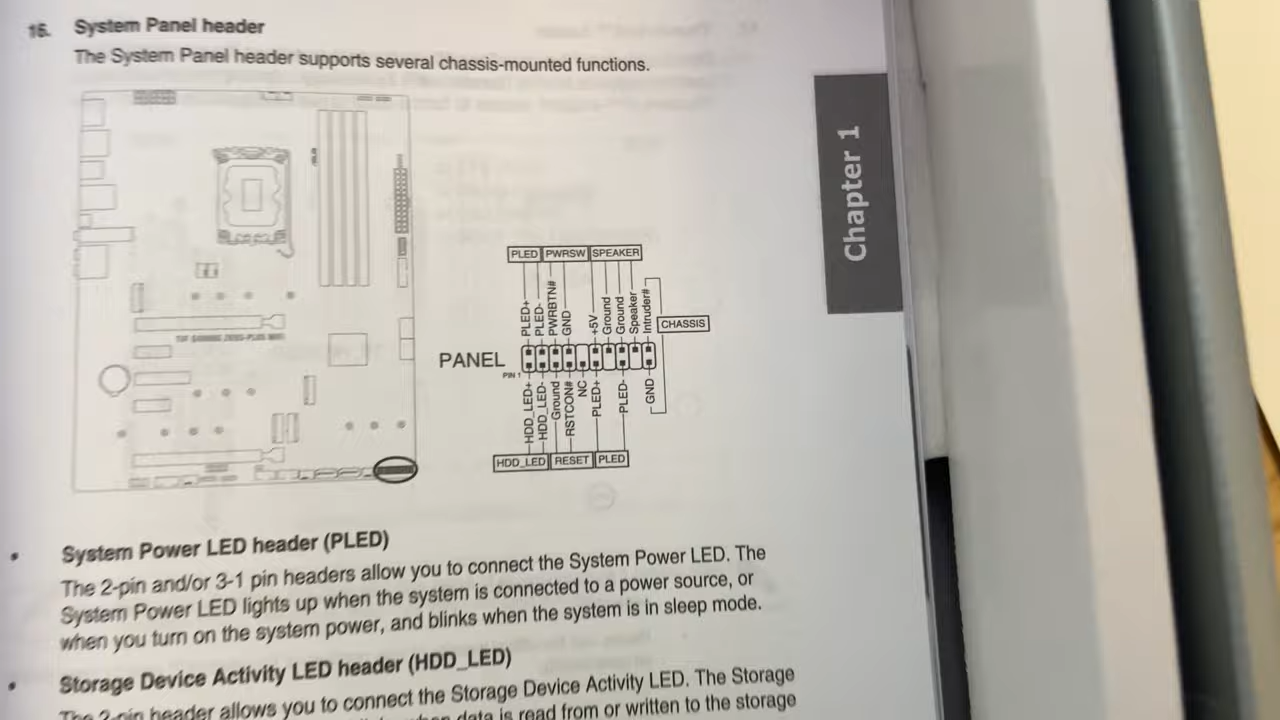 16. System Panel header
The System Panel header supports several chassis-mounted functions.
Chapter 1
PLED PWRSW SPEAKER
PLED+
PLED-
PWRBTN#
GND
+5V
Ground
Ground
Speaker
Intruder#
CHASSIS
PANEL
PIN 1
HDD_LED+
HDD_LED-
Ground
RSTCON#
NC
PLED+
PLED-
GND
HDD_LED RESET PLED
• System Power LED header (PLED)
The 2-pin and/or 3-1 pin headers allow you to connect the System Power LED. The
System Power LED lights up when the system is connected to a power source, or
when you turn on the system power, and blinks when the system is in sleep mode.
• Storage Device Activity LED header (HDD_LED)
The 2-pin header allows you to connect the Storage Device Activity LED. The Storage
when data is read from or written to the storage